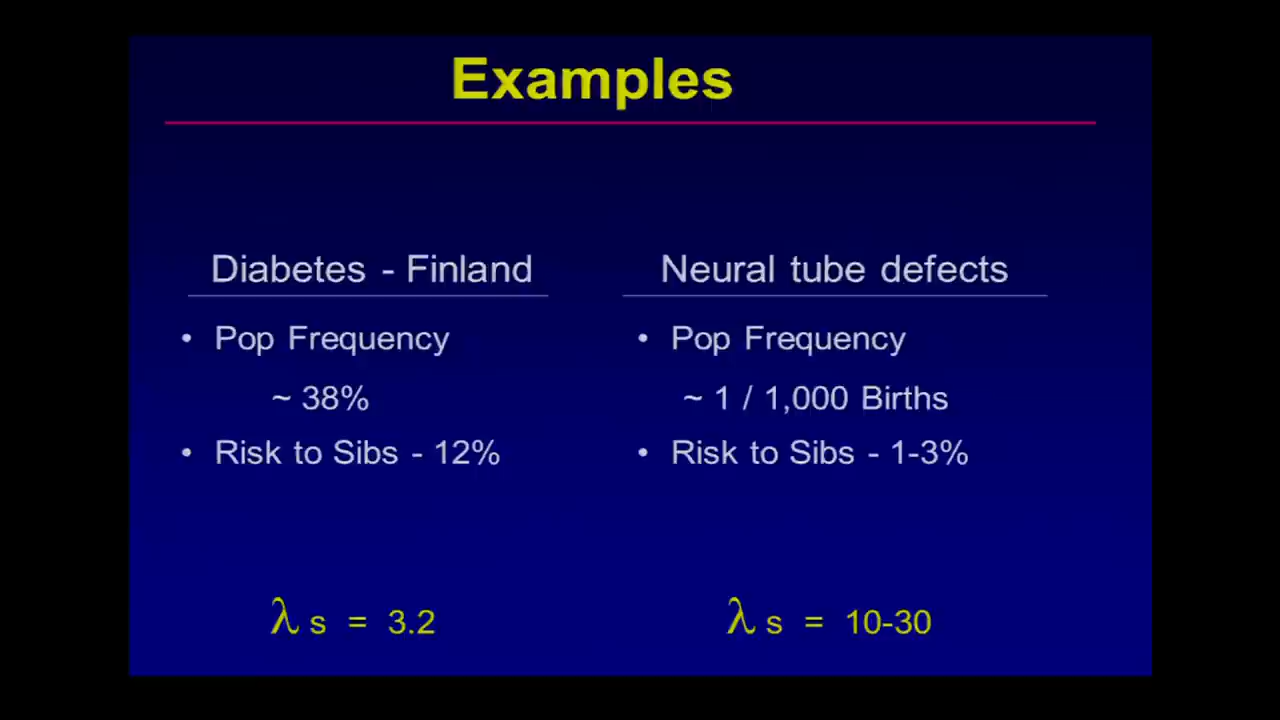 Examples
Diabetes - Finland
• Pop Frequency
~ 38%
• Risk to Sibs - 12%
λ s = 3.2
Neural tube defects
• Pop Frequency
~ 1 / 1,000 Births
• Risk to Sibs - 1-3%
λ s = 10-30